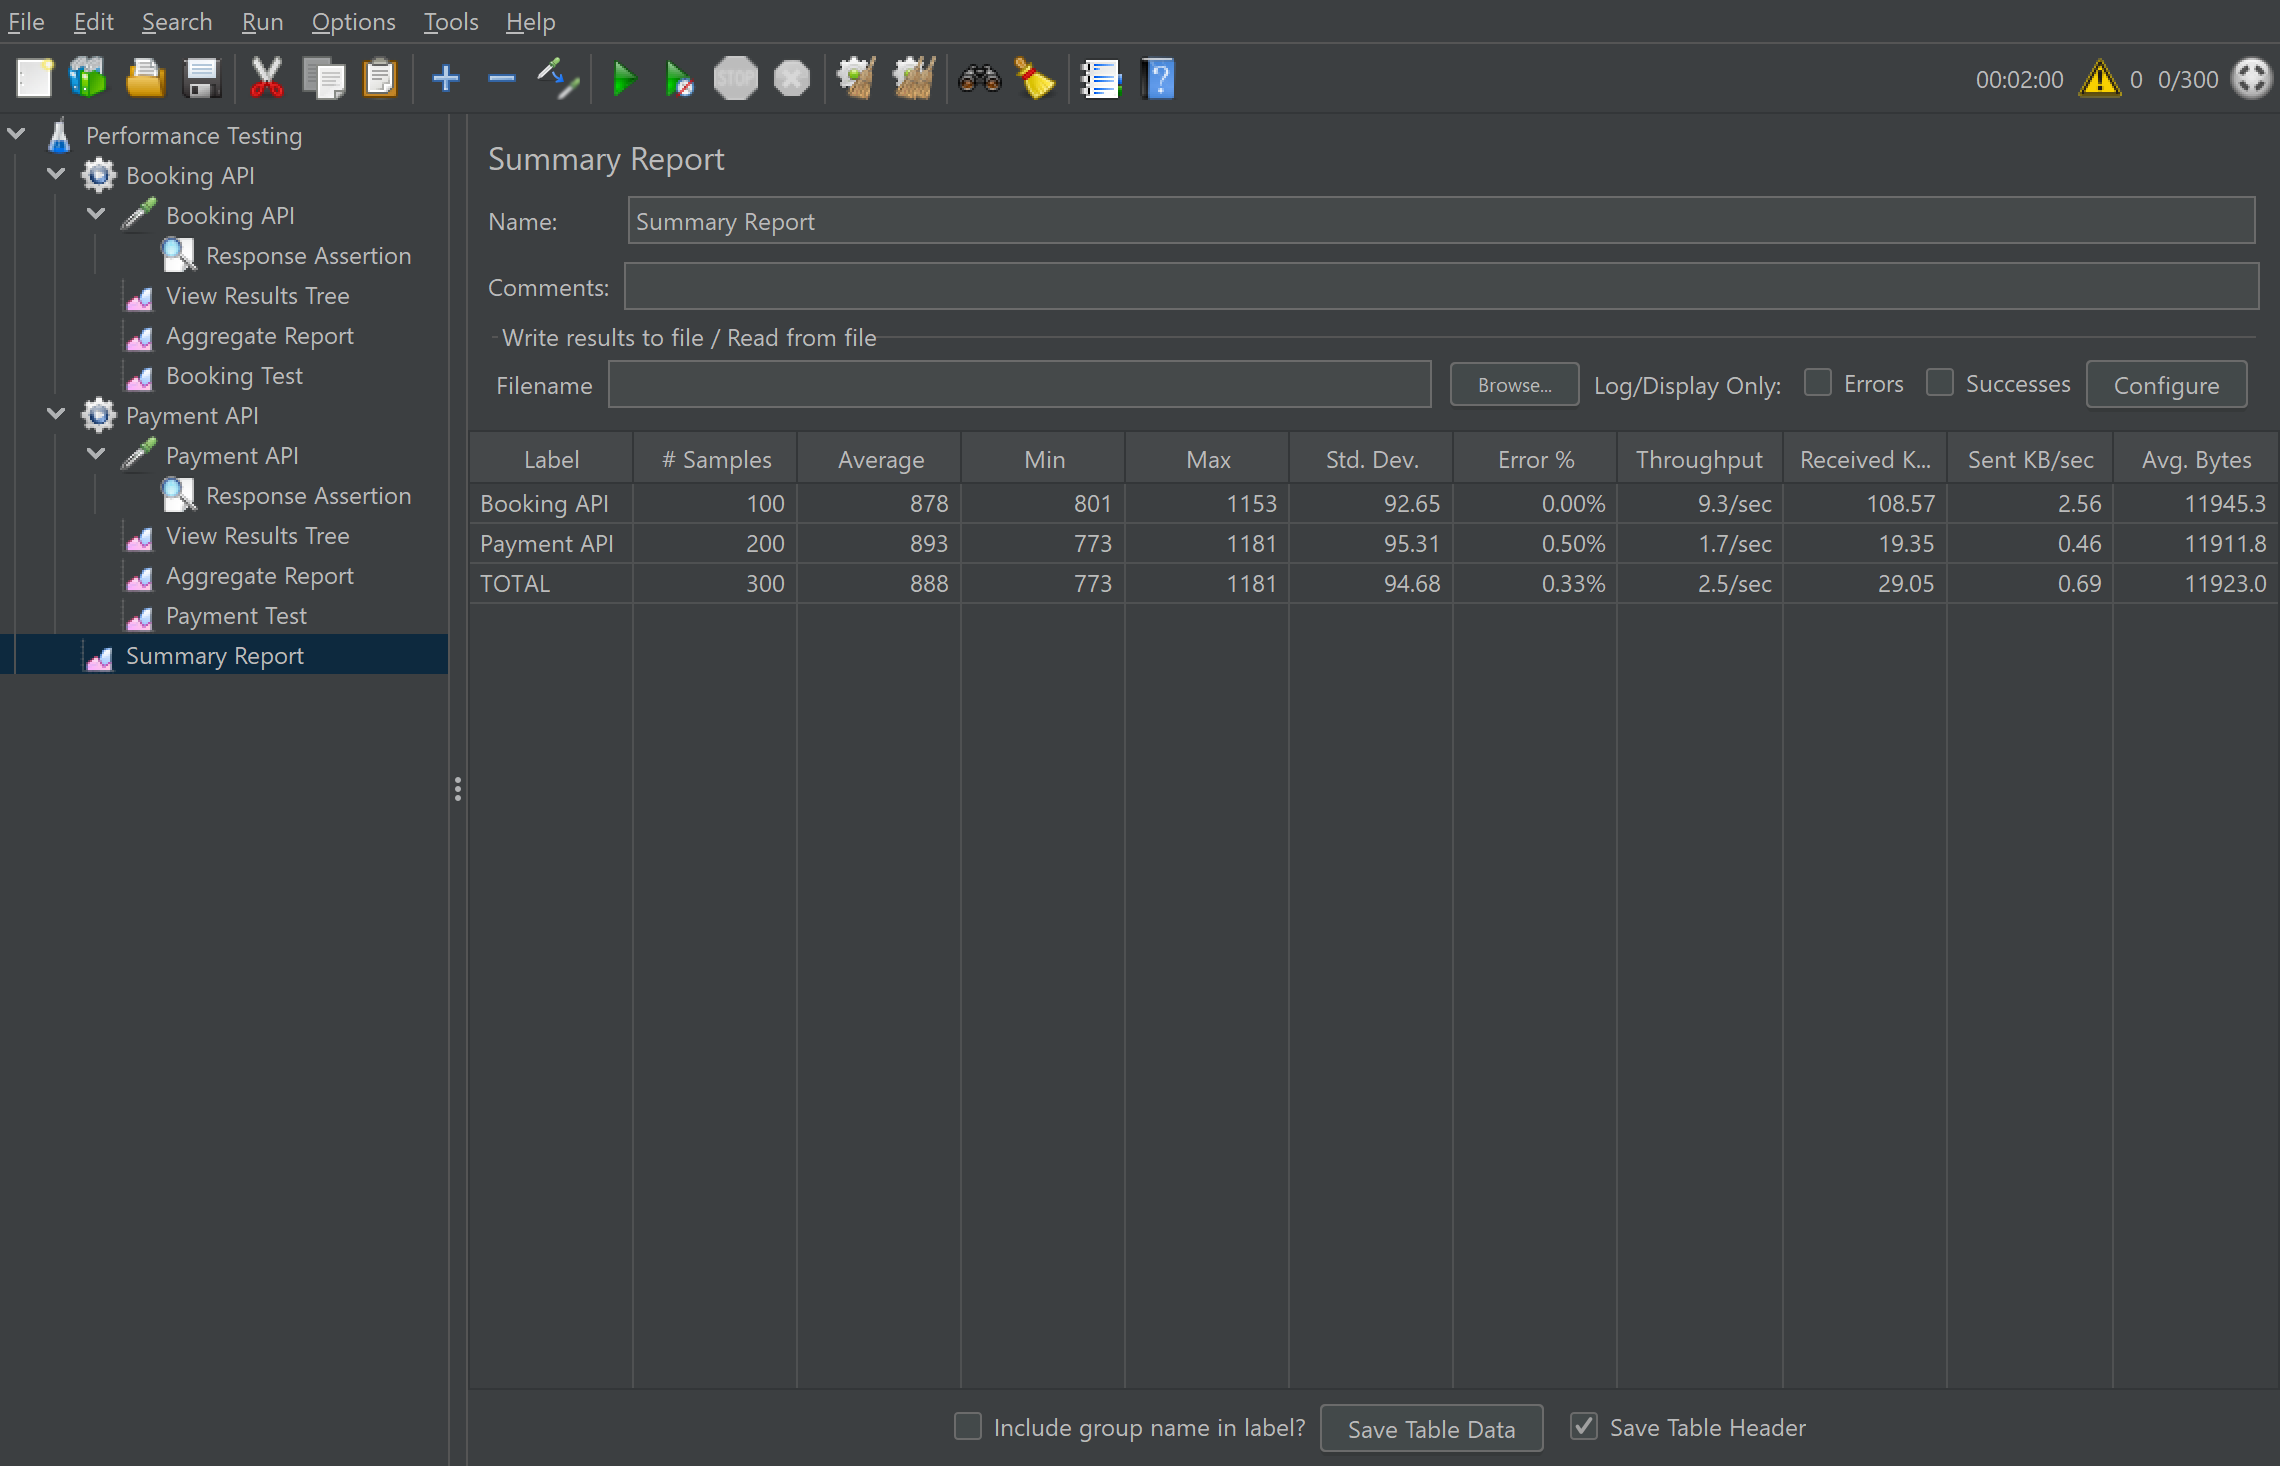 File Edit Search Run Options Tools Help
STOP ? 00:02:00 0 0/300
Performance Testing
Booking API
Booking API
Response Assertion
View Results Tree
Aggregate Report
Booking Test
Payment API
Payment API
Response Assertion
View Results Tree
Aggregate Report
Payment Test
Summary Report
Summary Report
Name: Summary Report
Comments:
Write results to file / Read from file
Filename Browse... Log/Display Only: Errors Successes Configure
Label # Samples Average Min Max Std. Dev. Error % Throughput Received K... Sent KB/sec Avg. Bytes
Booking API 100 878 801 1153 92.65 0.00% 9.3/sec 108.57 2.56 11945.3
Payment API 200 893 773 1181 95.31 0.50% 1.7/sec 19.35 0.46 11911.8
TOTAL 300 888 773 1181 94.68 0.33% 2.5/sec 29.05 0.69 11923.0
Include group name in label? Save Table Data Save Table Header